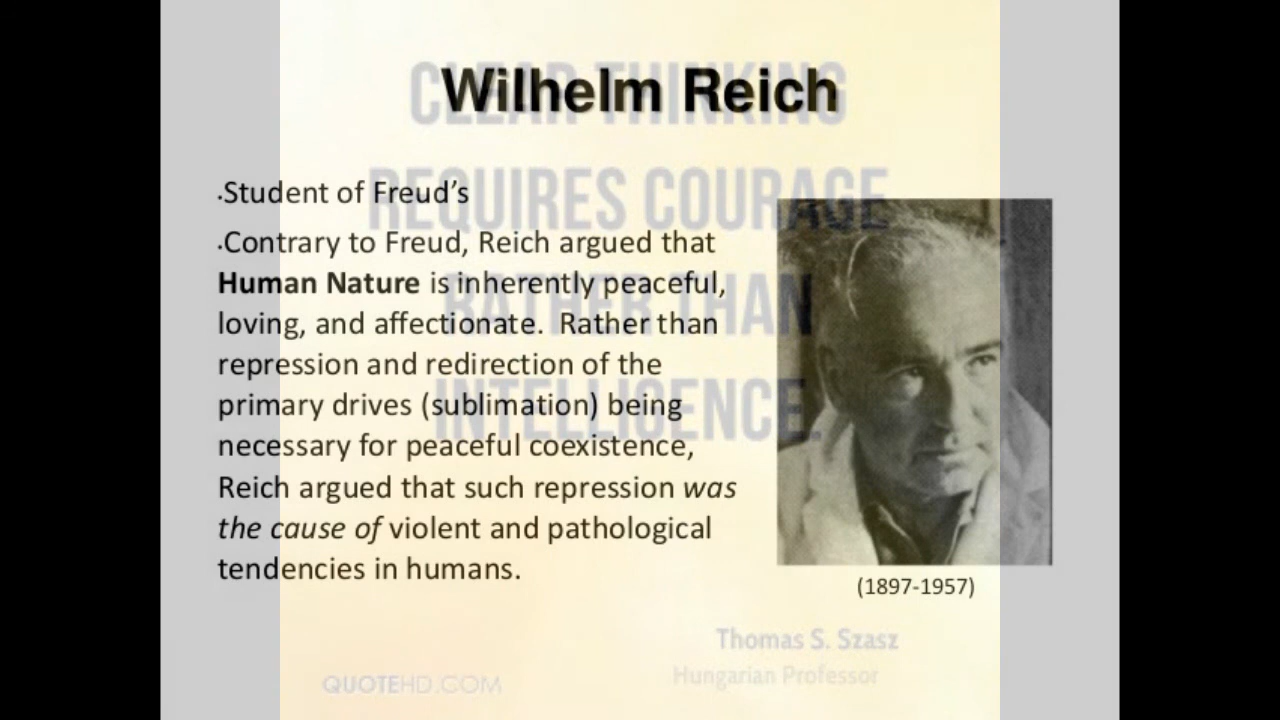 Wilhelm Reich
CLEAR THINKING
REQUIRES COURAGE
RATHER THAN
INTELLIGENCE.
·Student of Freud’s
·Contrary to Freud, Reich argued that
Human Nature is inherently peaceful,
loving, and affectionate. Rather than
repression and redirection of the
primary drives (sublimation) being
necessary for peaceful coexistence,
Reich argued that such repression was
the cause of violent and pathological
tendencies in humans.
(1897-1957)
Thomas S. Szasz
Hungarian Professor
QUOTEHD.COM